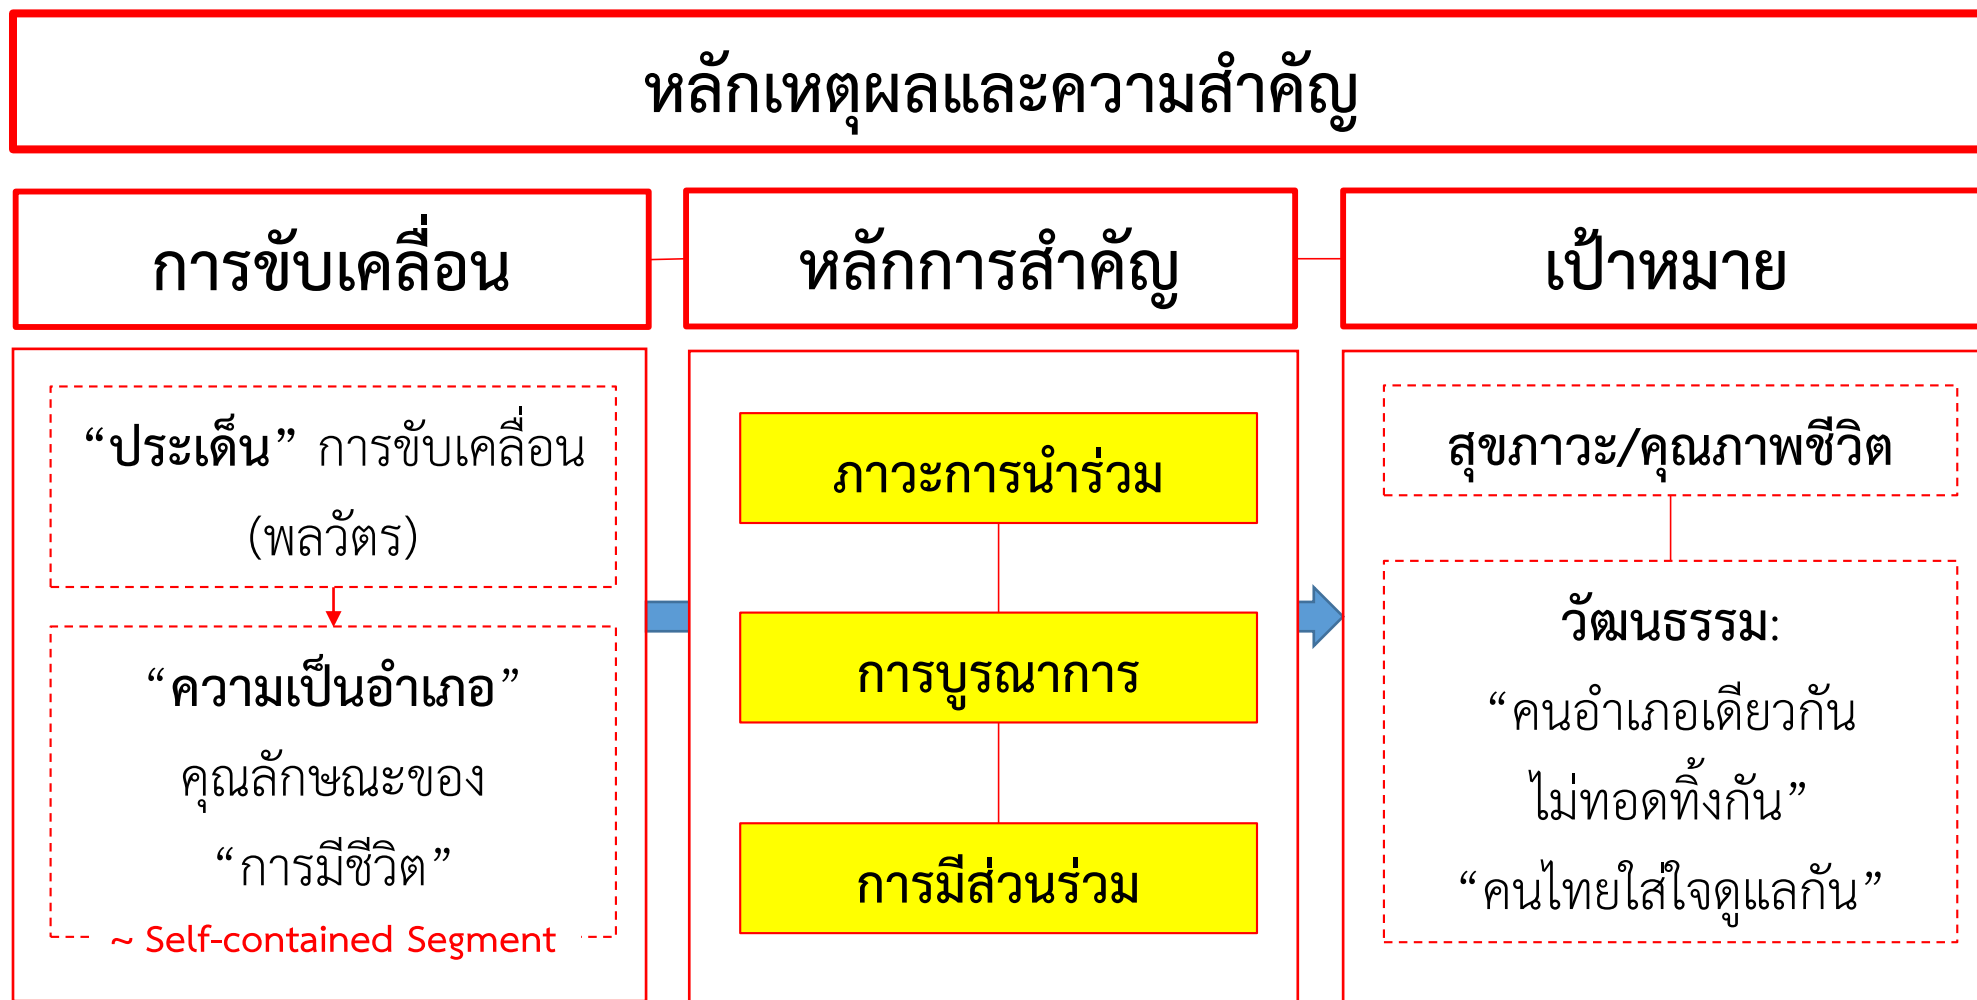 หลักเหตุผลและความสำคัญ
การขับเคลื่อน
“ประเด็น” การขับเคลื่อน
(พลวัตร)
“ความเป็นอำเภอ”
คุณลักษณะของ
“การมีชีวิต”
~ Self-contained Segment
หลักการสำคัญ
ภาวะการนำร่วม
การบูรณาการ
การมีส่วนร่วม
เป้าหมาย
สุขภาวะ/คุณภาพชีวิต
วัฒนธรรม:
“คนอำเภอเดียวกัน
ไม่ทอดทิ้งกัน”
“คนไทยใส่ใจดูแลกัน”